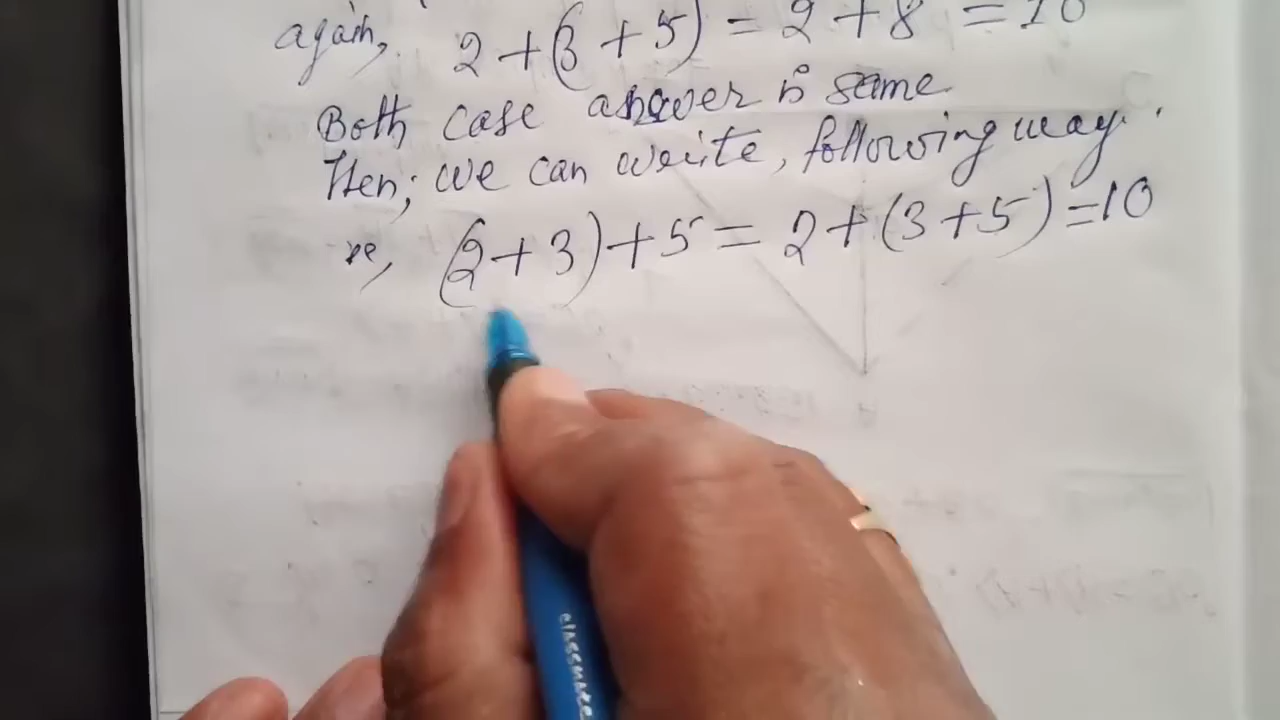 again, 2 + (3 + 5) = 2 + 8 = 10
Both case answer is same
Then; we can write, following way.
ie, (2 + 3) + 5 = 2 + (3 + 5) = 10
classmate